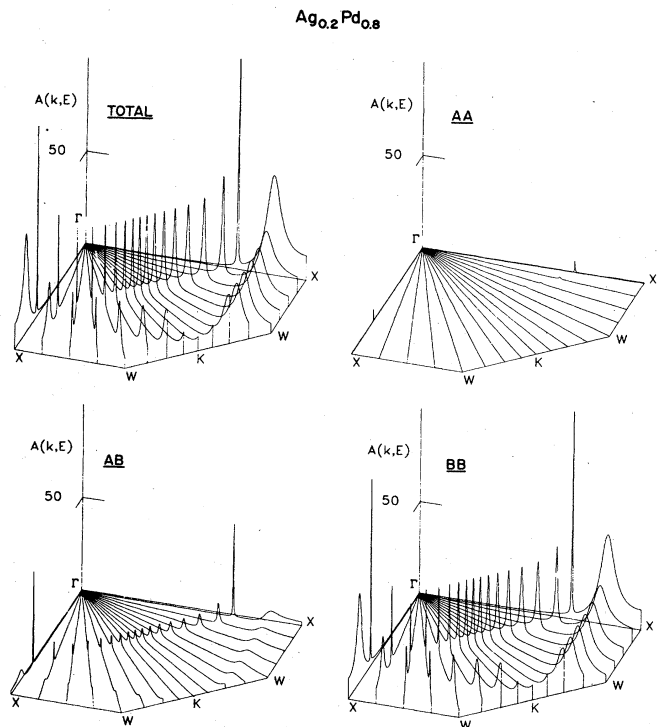 Ag0.2Pd0.8
A(k,E)
TOTAL
50
Γ
X
X
W
K
W
A(k,E)
AA
50
Γ
X
X
W
K
W
A(k,E)
AB
50
Γ
X
X
W
K
W
A(k,E)
BB
50
Γ
X
X
W
K
W